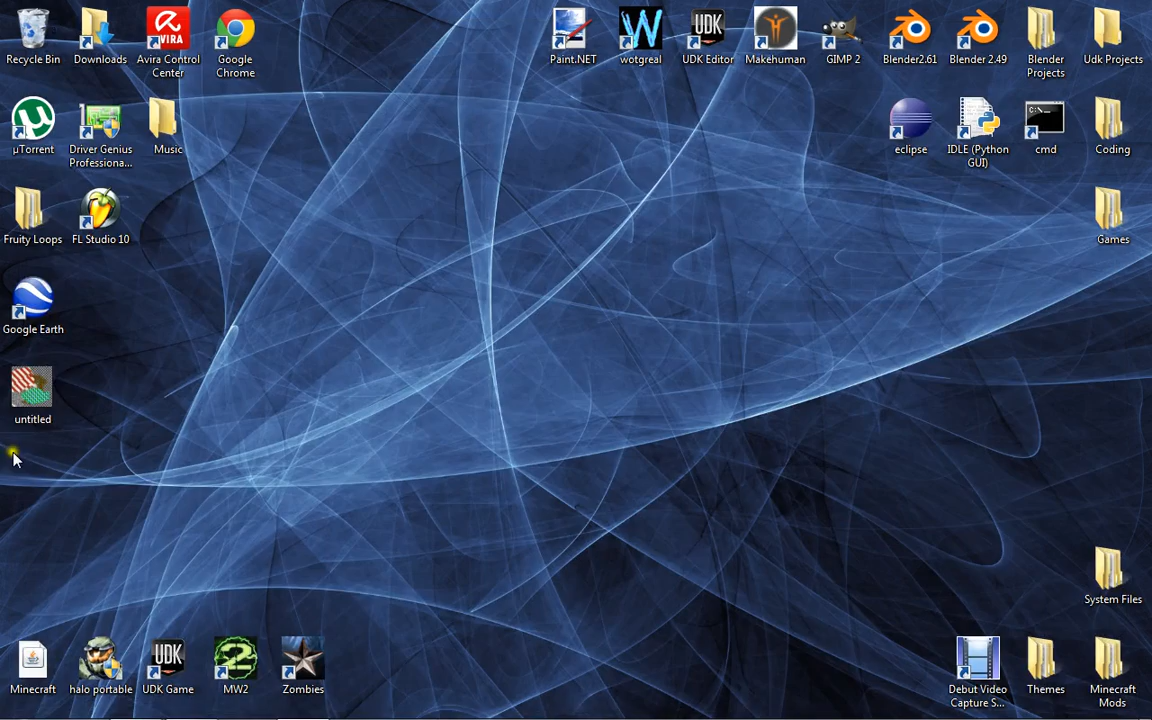 Recycle Bin
Downloads
Avira Control
Center
Google
Chrome
Paint.NET
wotgreal
UDK Editor
Makehuman
GIMP 2
Blender2.61
Blender 2.49
Blender
Projects
Udk Projects
µTorrent
Driver Genius
Professiona...
Music
eclipse
IDLE (Python
GUI)
cmd
Coding
Fruity Loops
FL Studio 10
Games
Google Earth
untitled
System Files
Minecraft
halo portable
UDK Game
MW2
Zombies
Debut Video
Capture S...
Themes
Minecraft
Mods
AVIRA
UDK
C:\_
UDK